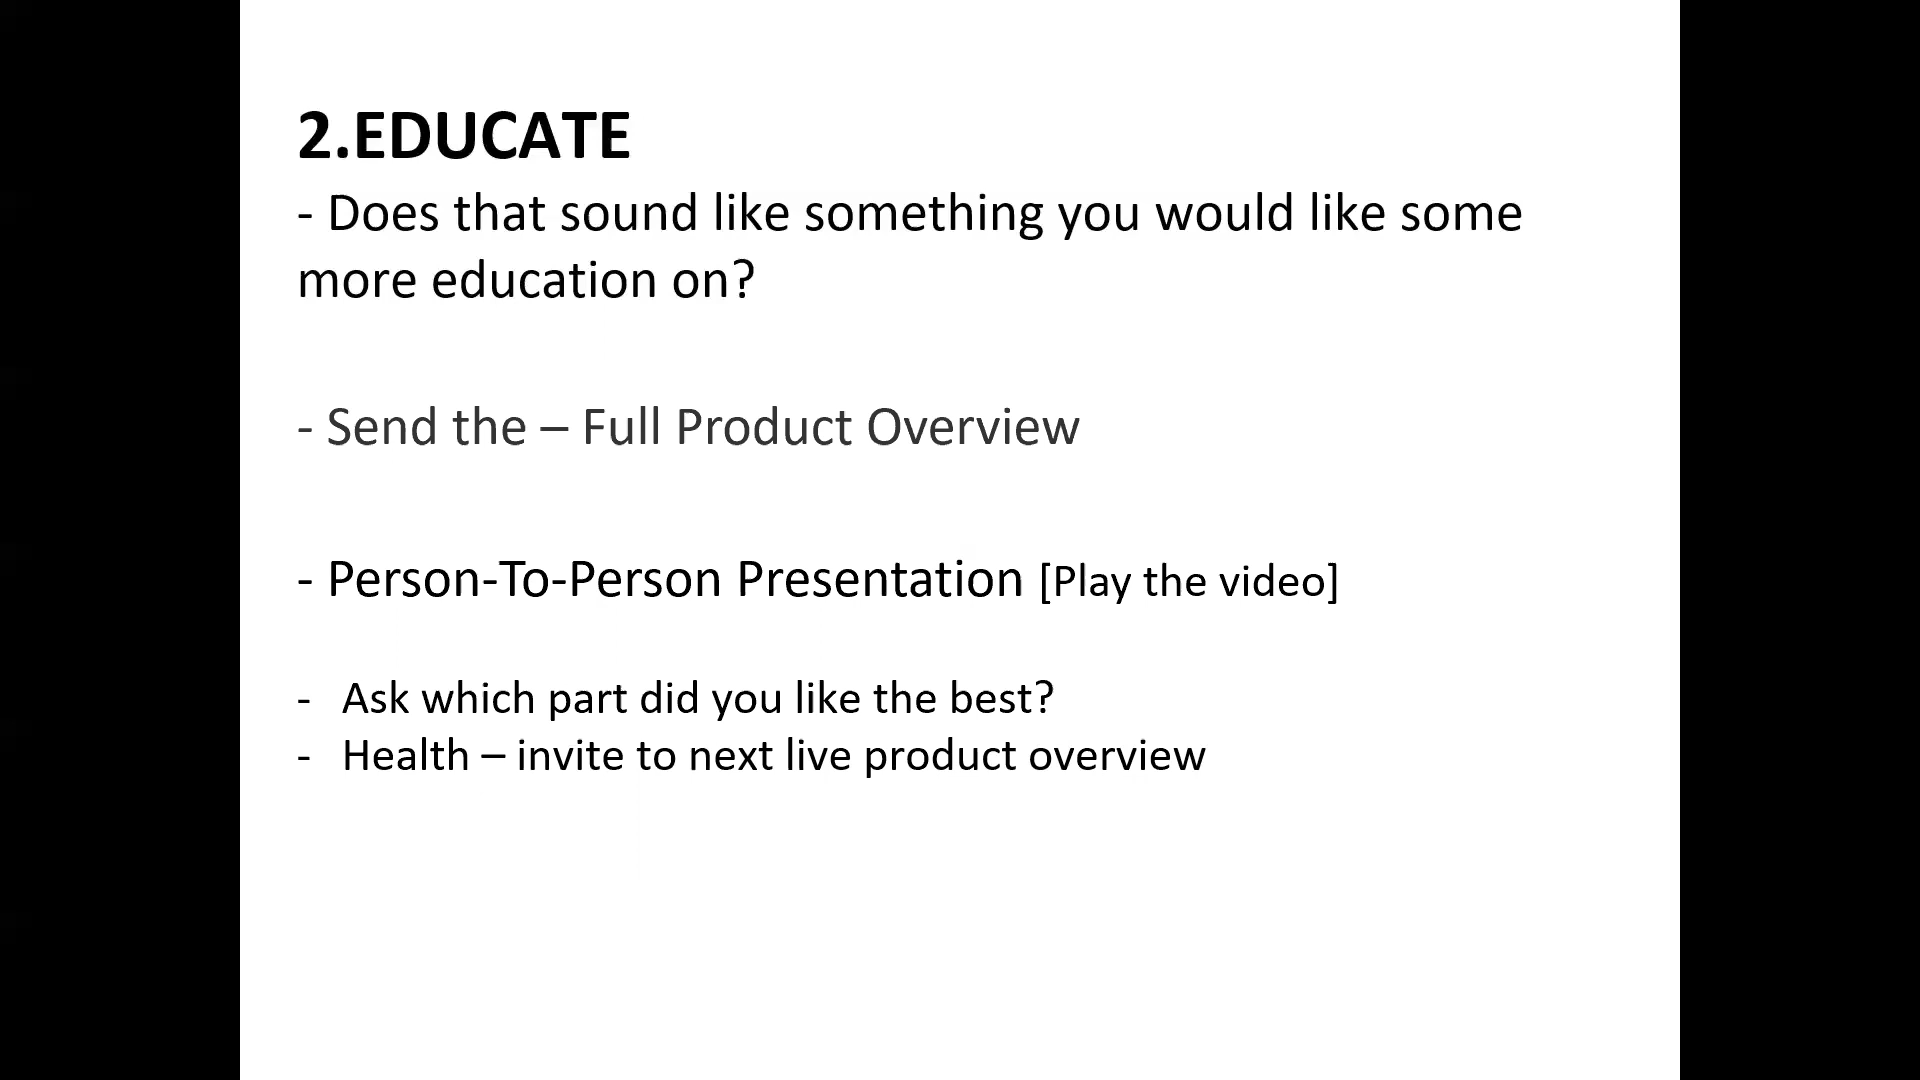 2.EDUCATE
- Does that sound like something you would like some
more education on?
- Send the – Full Product Overview
- Person-To-Person Presentation [Play the video]
- Ask which part did you like the best?
- Health – invite to next live product overview